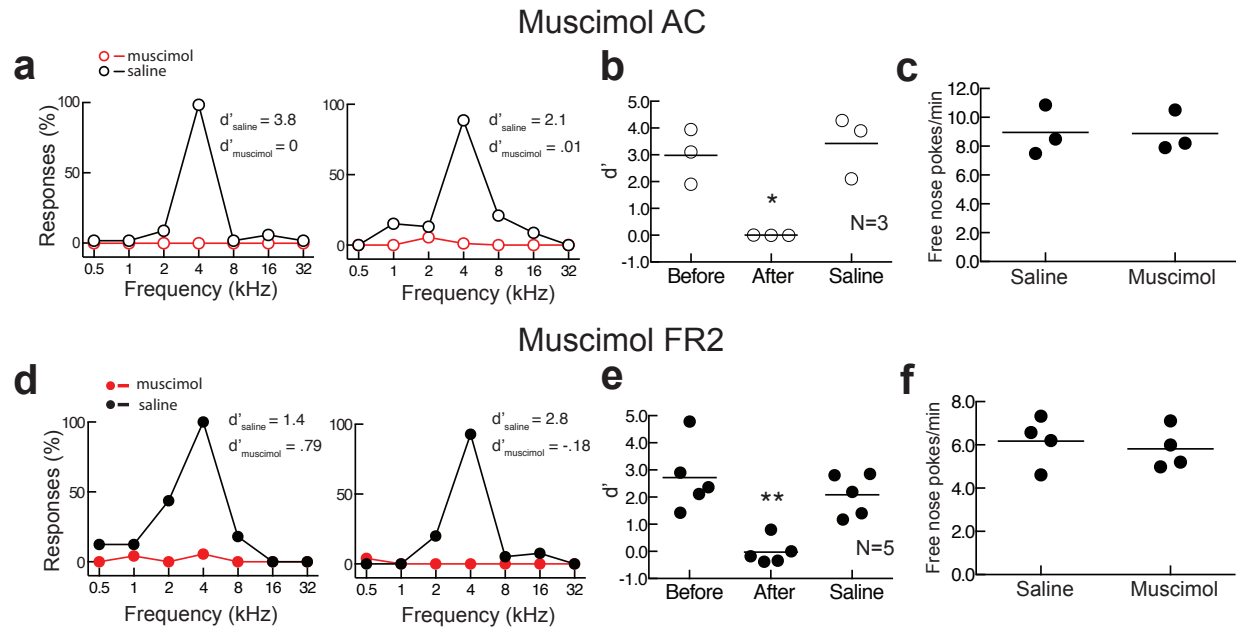 Muscimol AC
a
muscimol
saline
Responses (%)
100
50
0
0.5 1 2 4 8 16 32
Frequency (kHz)
d'saline = 3.8
d'muscimol = 0
100
50
0
0.5 1 2 4 8 16 32
Frequency (kHz)
d'saline = 2.1
d'muscimol = .01
b
d'
5.0
4.0
3.0
2.0
1.0
0.0
-1.0
*
N=3
Before After Saline
c
Free nose pokes/min
12.0
10.0
8.0
6.0
4.0
2.0
0.0
Saline Muscimol
Muscimol FR2
d
muscimol
saline
Responses (%)
100
50
0
0.5 1 2 4 8 16 32
Frequency (kHz)
d'saline = 1.4
d'muscimol = .79
100
50
0
0.5 1 2 4 8 16 32
Frequency (kHz)
d'saline = 2.8
d'muscimol = -.18
e
d'
5.0
4.0
3.0
2.0
1.0
0.0
-1.0
**
N=5
Before After Saline
f
Free nose pokes/min
8.0
6.0
4.0
2.0
0.0
Saline Muscimol